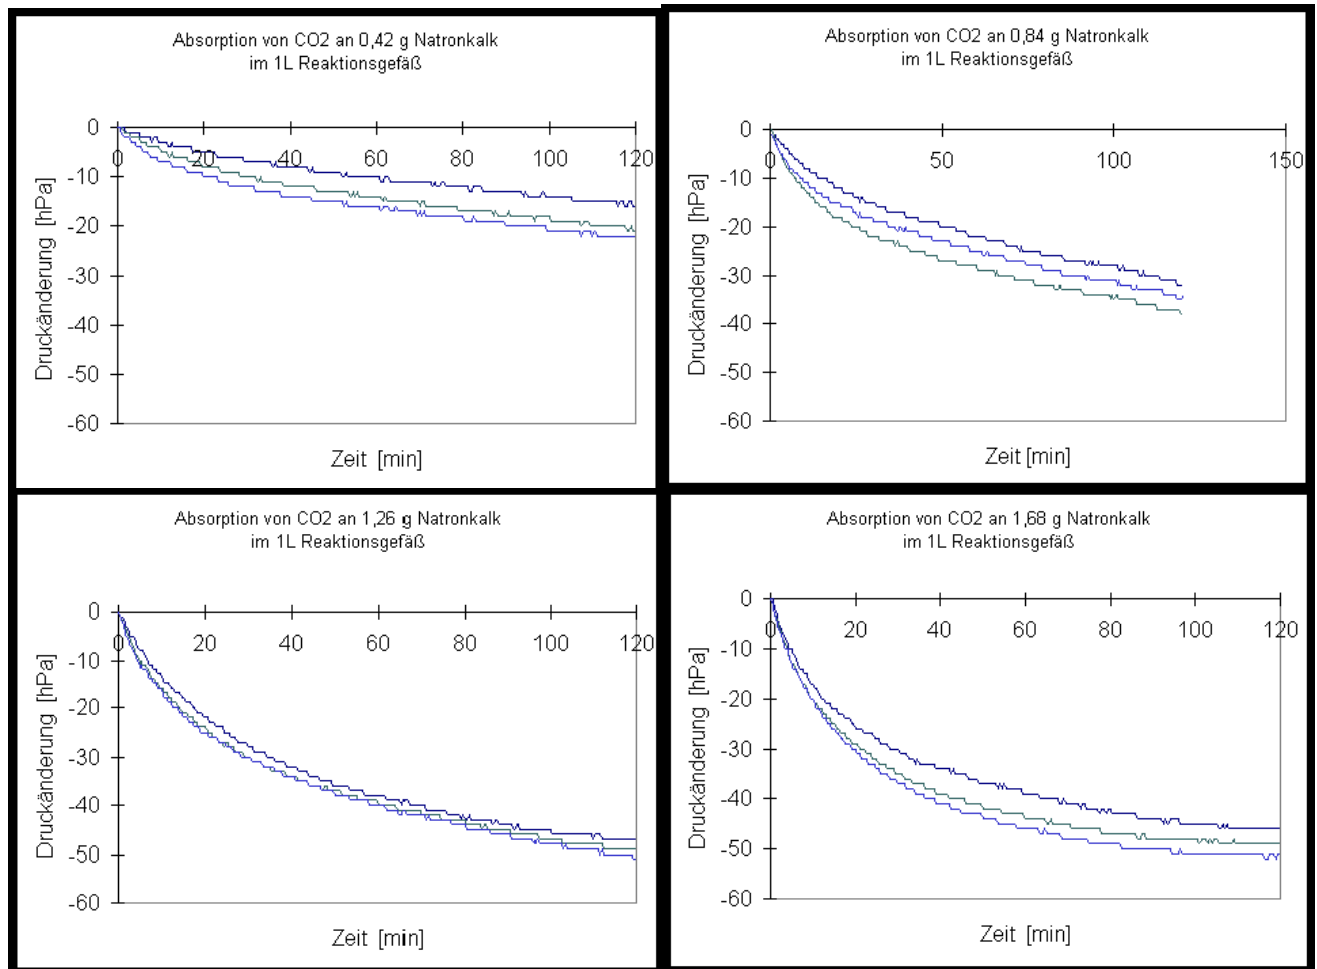 Absorption von CO2 an 0,42 g Natronkalk
im 1L Reaktionsgefäß
0
-10
-20
-30
-40
-50
-60
0 20 40 60 80 100 120
Druckänderung [hPa]
Zeit [min]
Absorption von CO2 an 0,84 g Natronkalk
im 1L Reaktionsgefäß
0
-10
-20
-30
-40
-50
-60
0 50 100 150
Druckänderung [hPa]
Zeit [min]
Absorption von CO2 an 1,26 g Natronkalk
im 1L Reaktionsgefäß
0
-10
-20
-30
-40
-50
-60
0 20 40 60 80 100 120
Druckänderung [hPa]
Zeit [min]
Absorption von CO2 an 1,68 g Natronkalk
im 1L Reaktionsgefäß
0
-10
-20
-30
-40
-50
-60
0 20 40 60 80 100 120
Druckänderung [hPa]
Zeit [min]